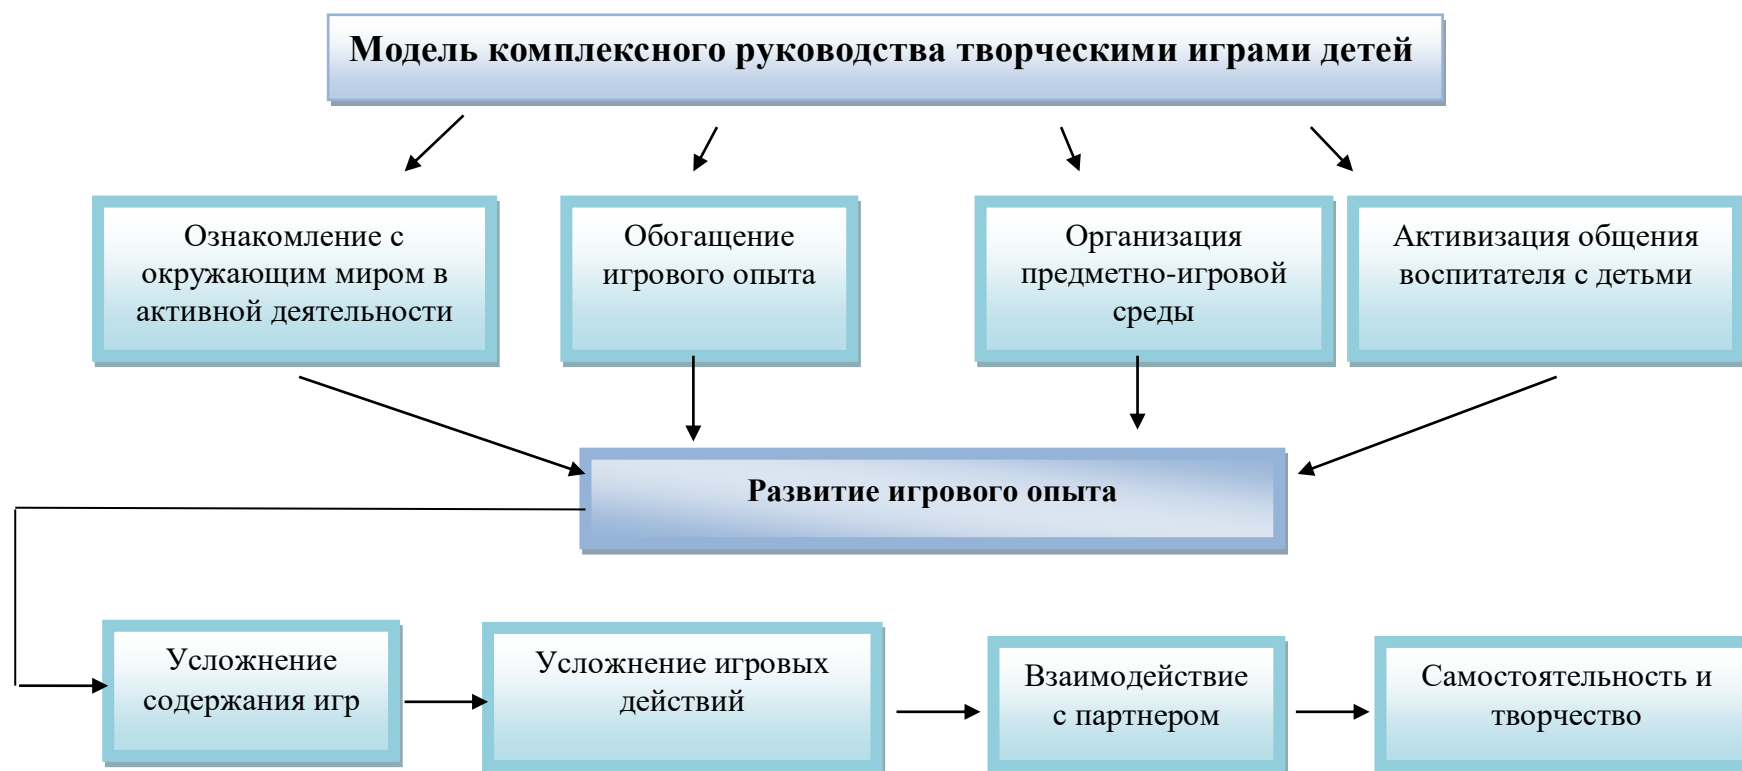 Модель комплексного руководства творческими играми детей
Ознакомление с
окружающим миром в
активной деятельности
Обогащение
игрового опыта
Организация
предметно-игровой
среды
Активизация общения
воспитателя с детьми
Развитие игрового опыта
Усложнение
содержания игр
Усложнение игровых
действий
Взаимодействие
с партнером
Самостоятельность и
творчество